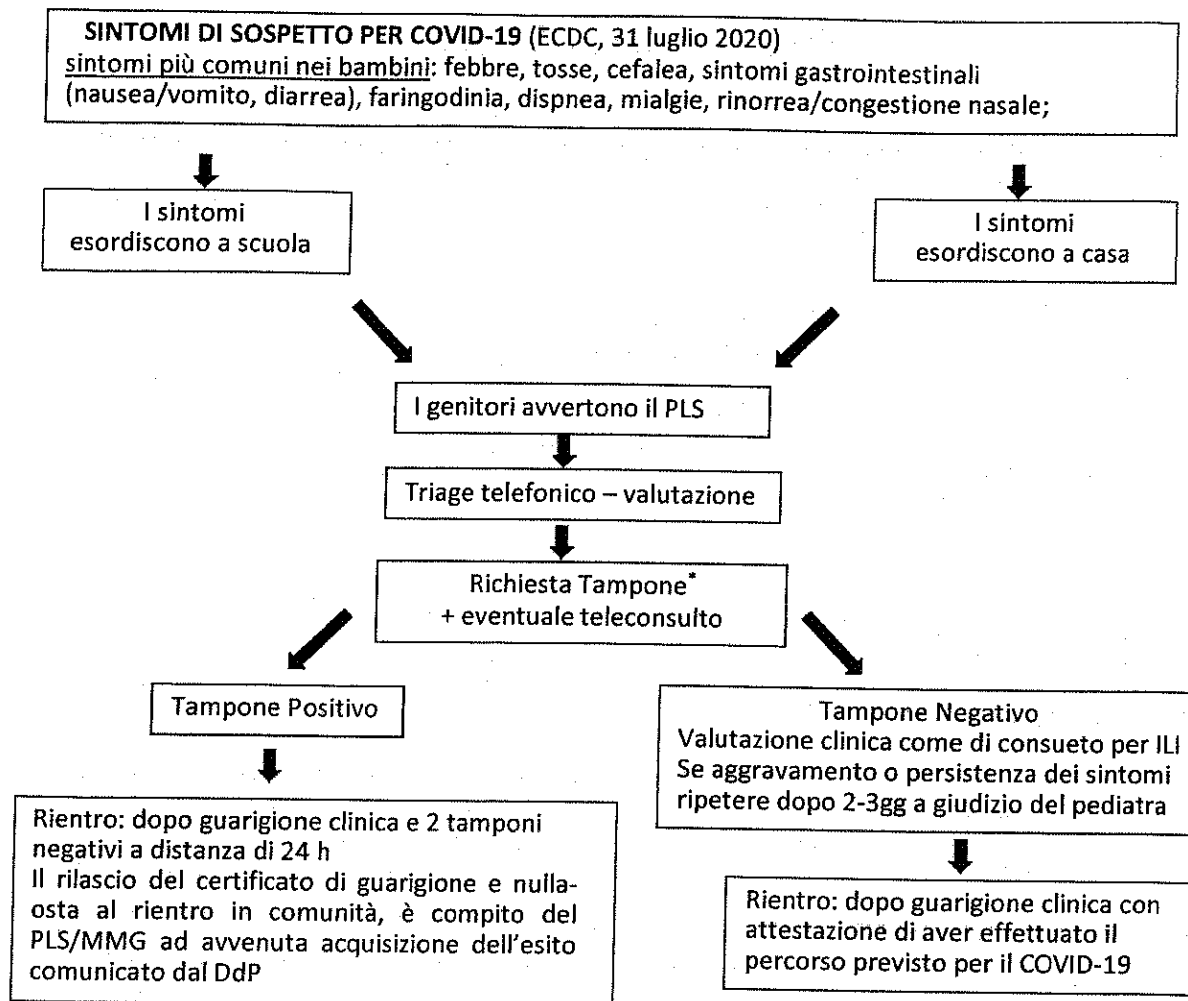 SINTOMI DI SOSPETTO PER COVID-19 (ECDC, 31 luglio 2020)
sintomi più comuni nei bambini: febbre, tosse, cefalea, sintomi gastrointestinali
(nausea/vomito, diarrea), faringodinia, dispnea, mialgie, rinorrea/congestione nasale;
I sintomi
esordiscono a scuola
I sintomi
esordiscono a casa
I genitori avvertono il PLS
Triage telefonico – valutazione
Richiesta Tampone*
+ eventuale teleconsulto
Tampone Positivo
Tampone Negativo
Valutazione clinica come di consueto per ILI
Se aggravamento o persistenza dei sintomi
ripetere dopo 2-3gg a giudizio del pediatra
Rientro: dopo guarigione clinica e 2 tamponi
negativi a distanza di 24 h
Il rilascio del certificato di guarigione e nulla-
osta al rientro in comunità, è compito del
PLS/MMG ad avvenuta acquisizione dell'esito
comunicato dal DdP
Rientro: dopo guarigione clinica con
attestazione di aver effettuato il
percorso previsto per il COVID-19